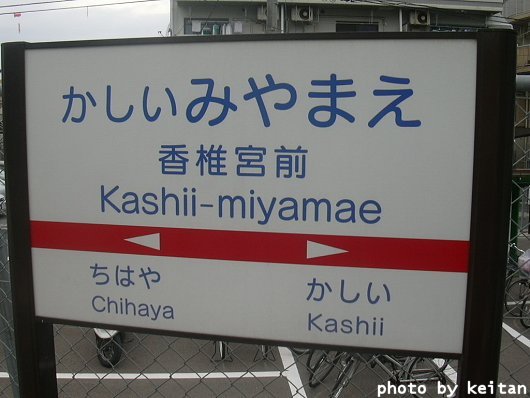 かしいみやまえ
香椎宮前
Kashii-miyamae
ちはや
Chihaya
かしい
Kashii
photo by keitan